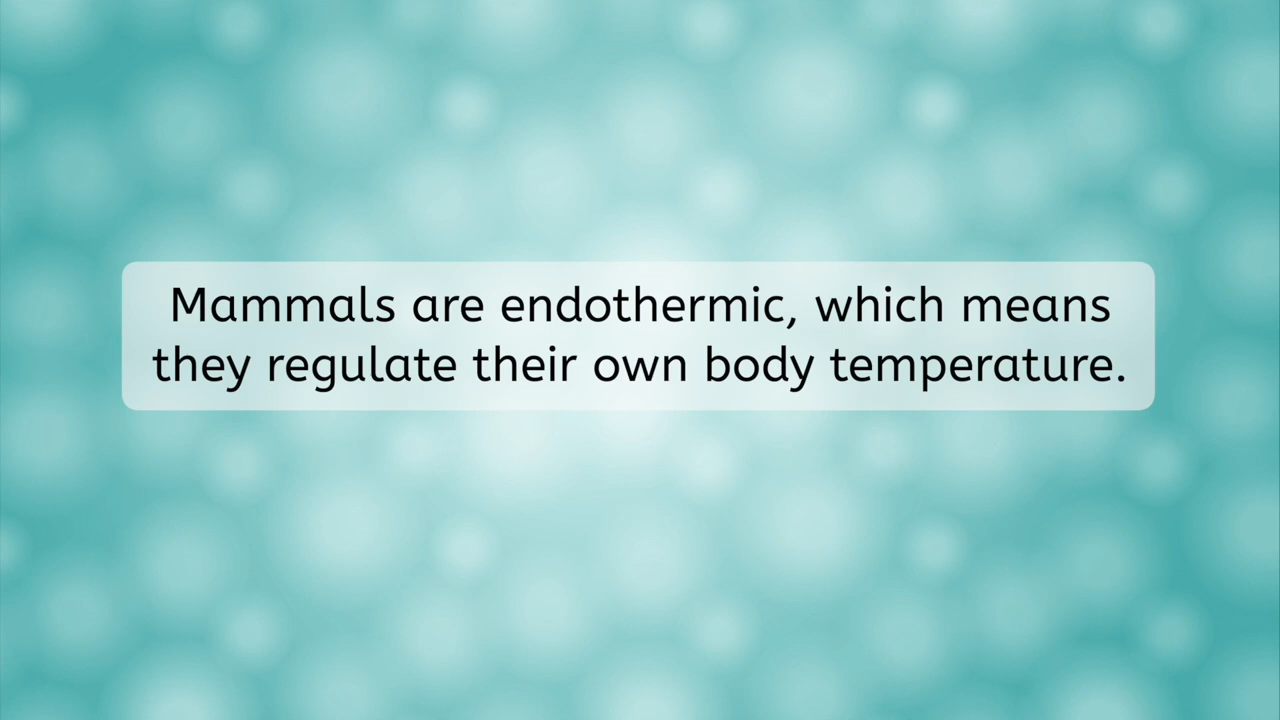 Mammals are endothermic, which means
they regulate their own body temperature.